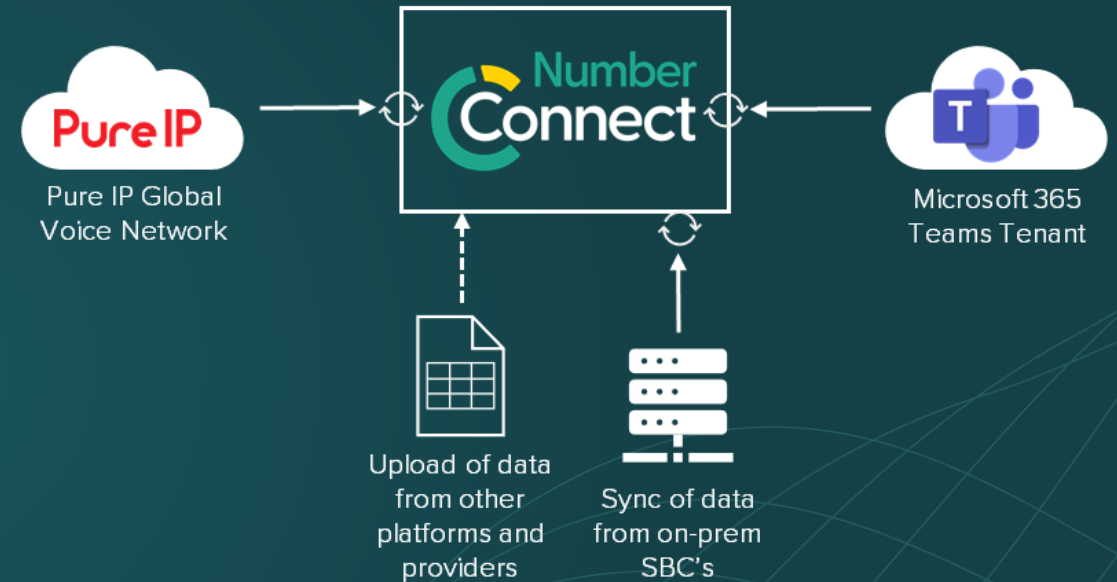 Number
Connect
Pure IP
T
Pure IP Global
Voice Network
Microsoft 365
Teams Tenant
Upload of data
from other
platforms and
providers
Sync of data
from on-prem
SBC's